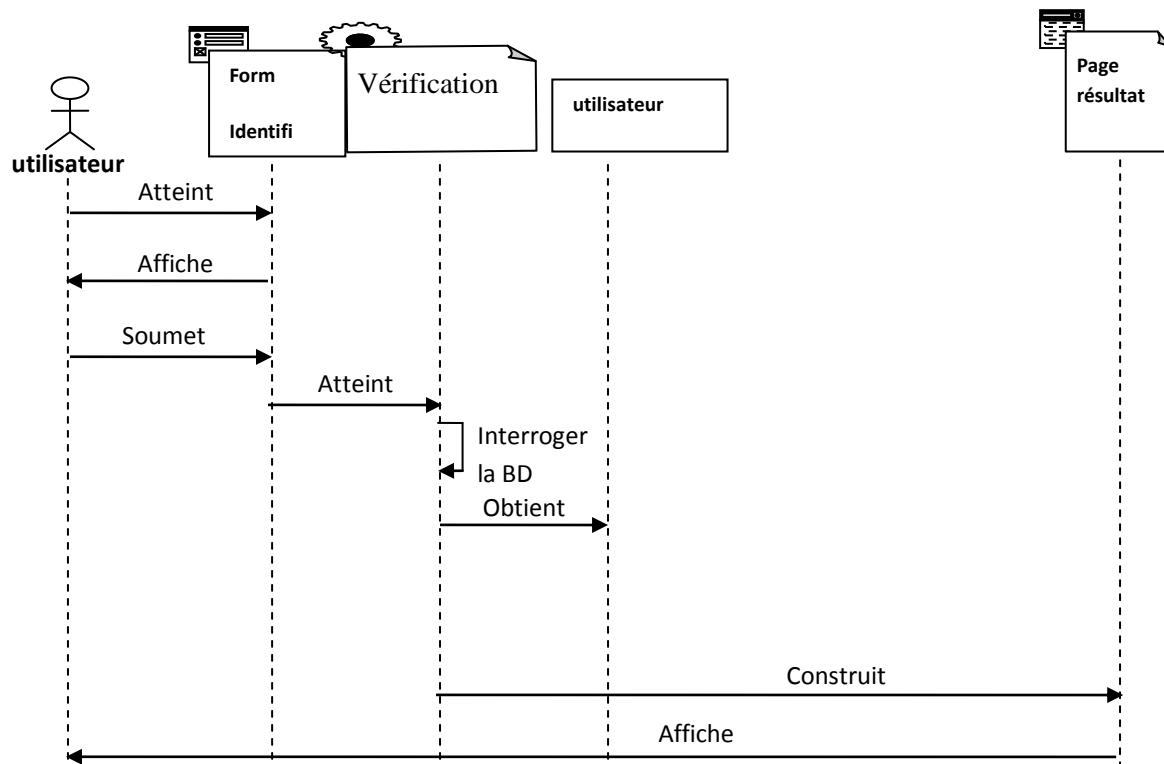 Form
Identifi
Vérification
utilisateur
Page
résultat
utilisateur
Atteint
Affiche
Soumet
Atteint
Interroger
la BD
Obtient
Construit
Affiche